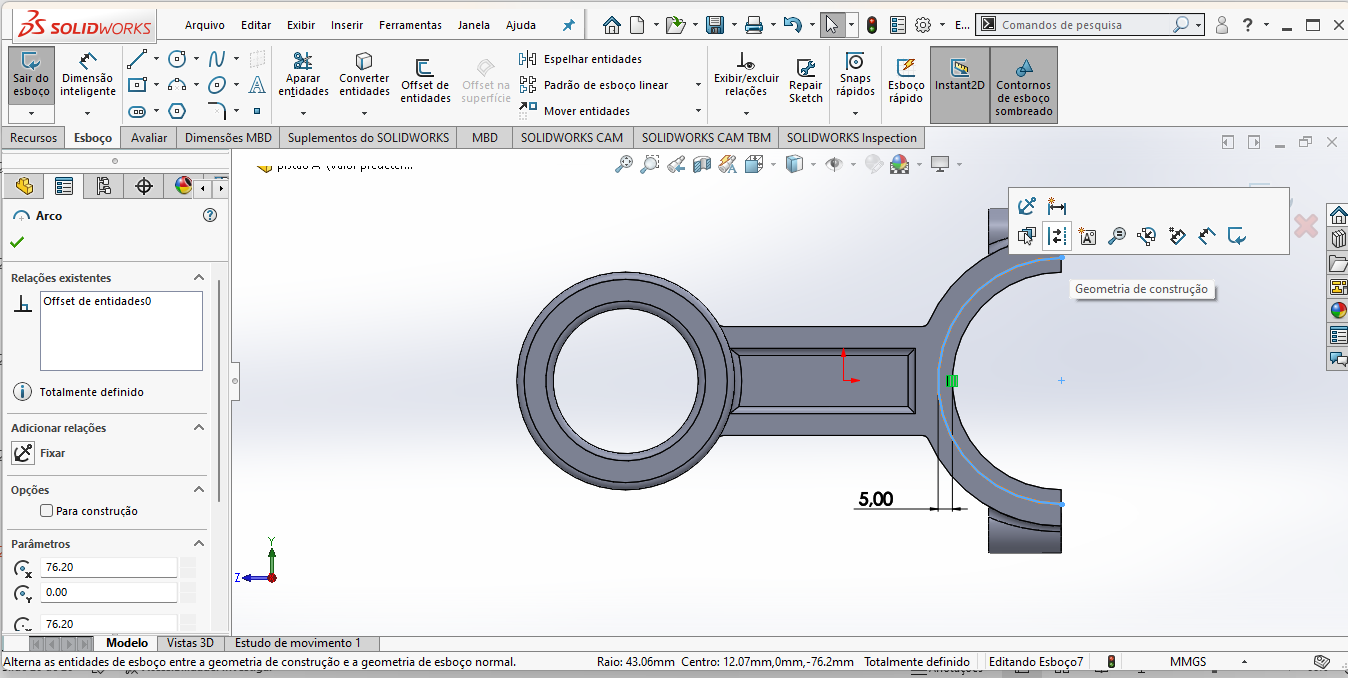 SOLIDWORKS
Arquivo Editar Exibir Inserir Ferramentas Janela Ajuda E... Comandos de pesquisa ?
Sair do esboço
Dimensão inteligente
Aparar entidades
Converter entidades
Offset de entidades
Offset na superfície
Espelhar entidades
Padrão de esboço linear
Mover entidades
Exibir/excluir relações
Repair Sketch
Snaps rápidos
Esboço rápido
Instant2D
Contornos de esboço sombreado
Recursos Esboço Avaliar Dimensões MBD Suplementos do SOLIDWORKS MBD SOLIDWORKS CAM SOLIDWORKS CAM TBM SOLIDWORKS Inspection
Arco
Relações existentes
Offset de entidades0
Totalmente definido
Adicionar relações
Fixar
Opções
Para construção
Parâmetros
76.20
0.00
76.20
Geometria de construção
5,00
Y
Z
Modelo Vistas 3D Estudo de movimento 1
Alterna as entidades de esboço entre a geometria de construção e a geometria de esboço normal. Raio: 43.06mm Centro: 12.07mm,0mm,-76.2mm Totalmente definido Editando Esboço7 MMGS